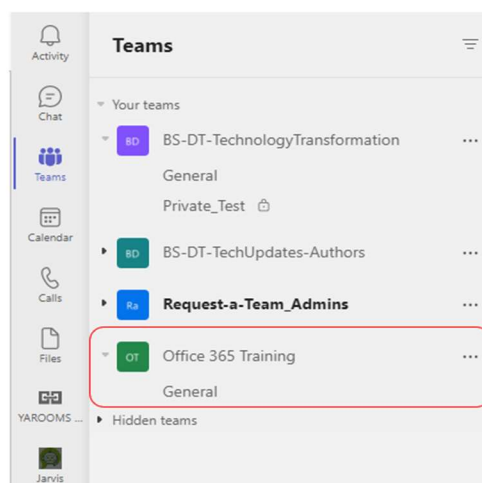 Activity
Chat
Teams
Calendar
Calls
Files
YAROOMS ...
Jarvis
Teams
Your teams
BD BS-DT-TechnologyTransformation ...
General
Private_Test
BD BS-DT-TechUpdates-Authors ...
Ra Request-a-Team_Admins ...
OT Office 365 Training ...
General
Hidden teams